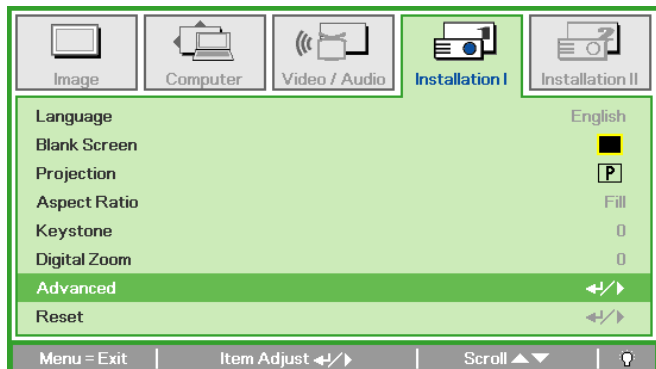 Image Computer Video / Audio Installation I Installation II
Language English
Blank Screen
Projection P
Aspect Ratio Fill
Keystone 0
Digital Zoom 0
Advanced
Reset
Menu = Exit Item Adjust Scroll